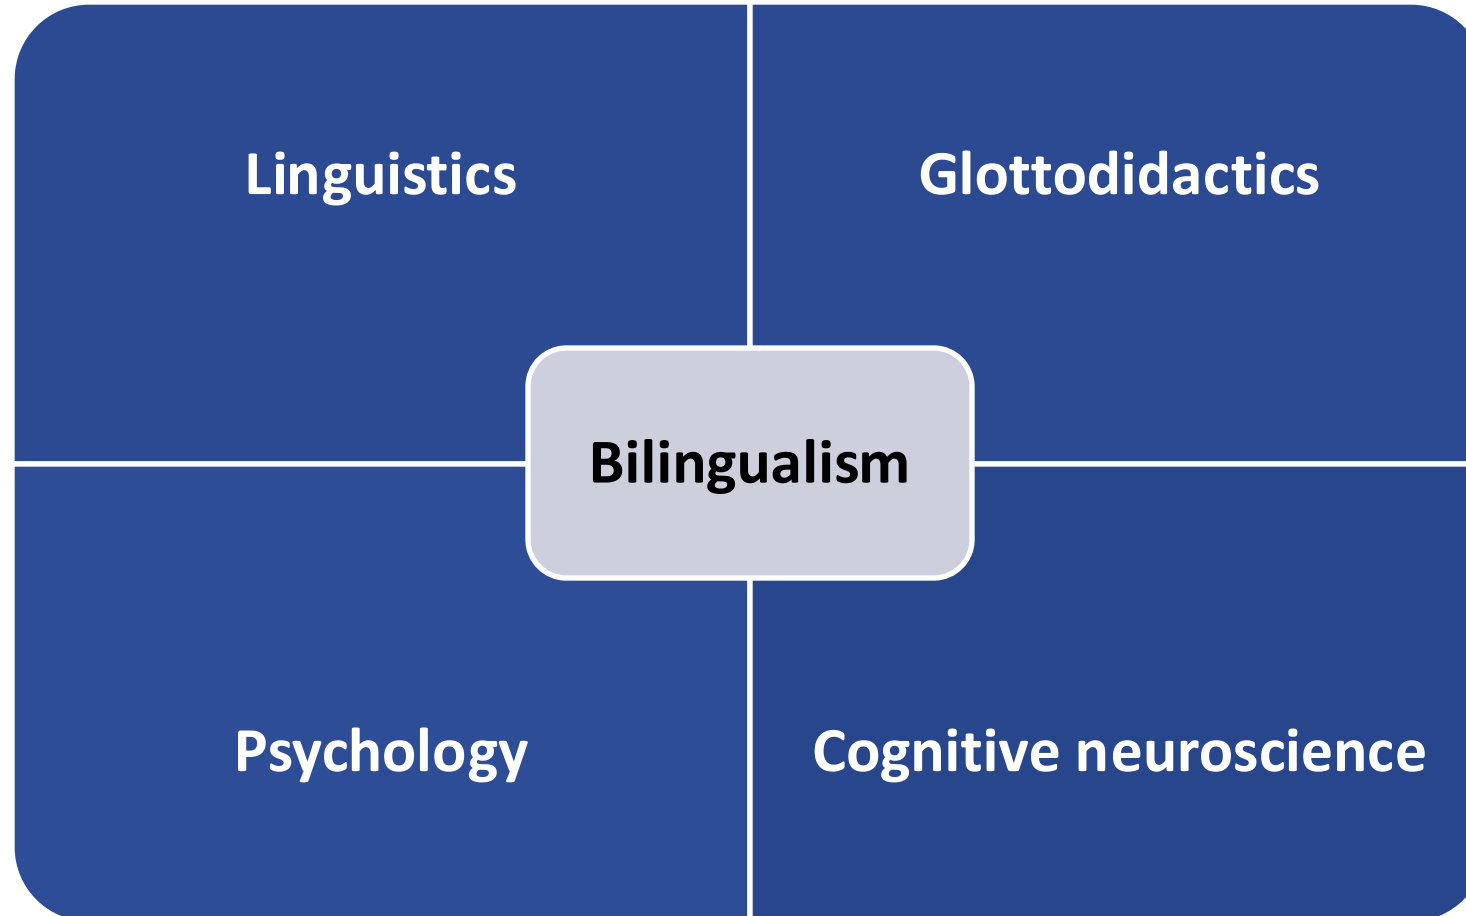 Linguistics
Glottodidactics
Bilingualism
Psychology
Cognitive neuroscience